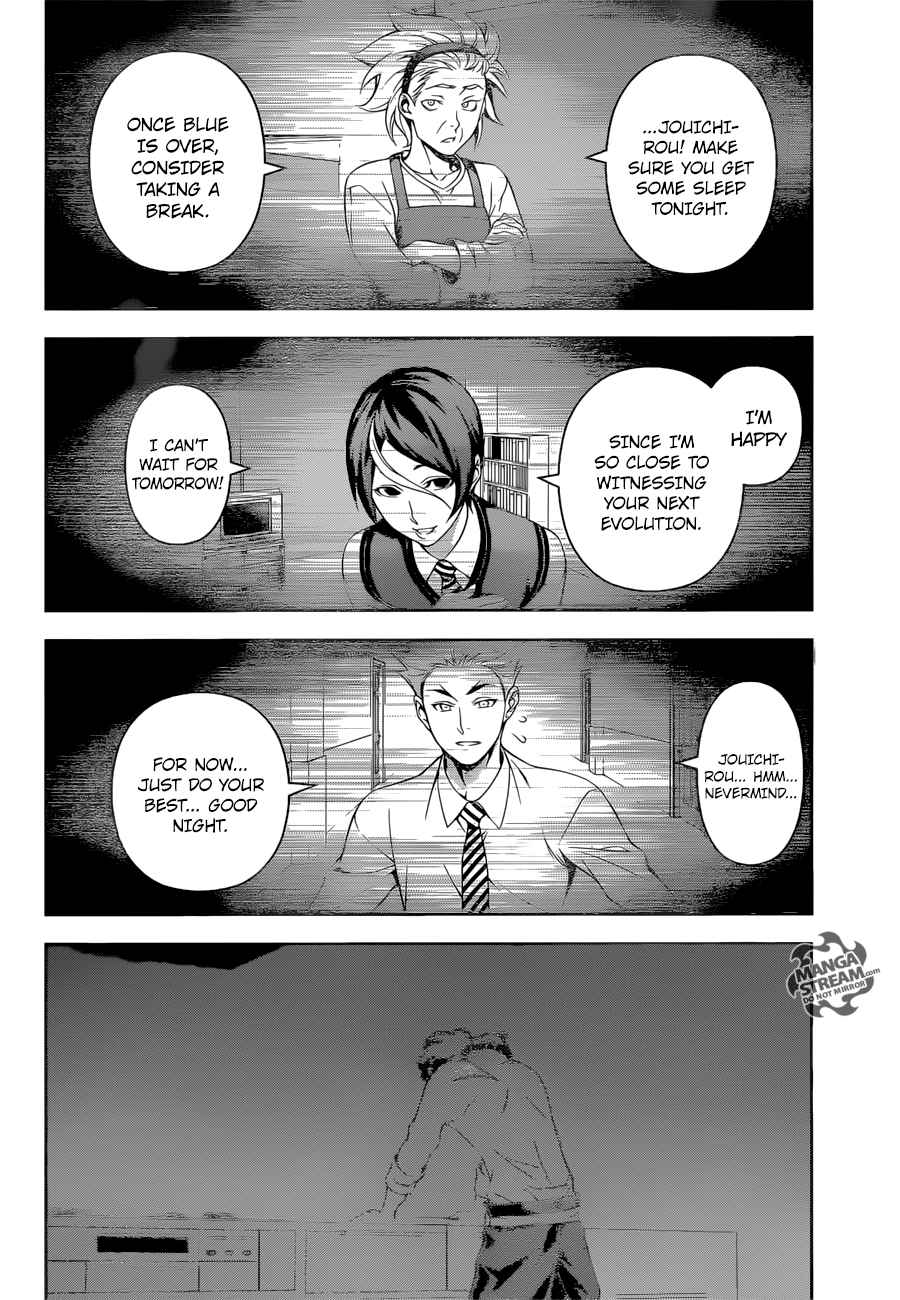 ...JOUICHI-
ROU! MAKE
SURE YOU GET
SOME SLEEP
TONIGHT.
ONCE BLUE
IS OVER,
CONSIDER
TAKING A
BREAK.
I'M
HAPPY
SINCE I'M
SO CLOSE TO
WITNESSING
YOUR NEXT
EVOLUTION.
I CAN'T
WAIT FOR
TOMORROW!
JOUICHI-
ROU... HMM...
NEVERMIND...
FOR NOW...
JUST DO YOUR
BEST... GOOD
NIGHT.
MANGA
STREAM.com
DO NOT MIRROR